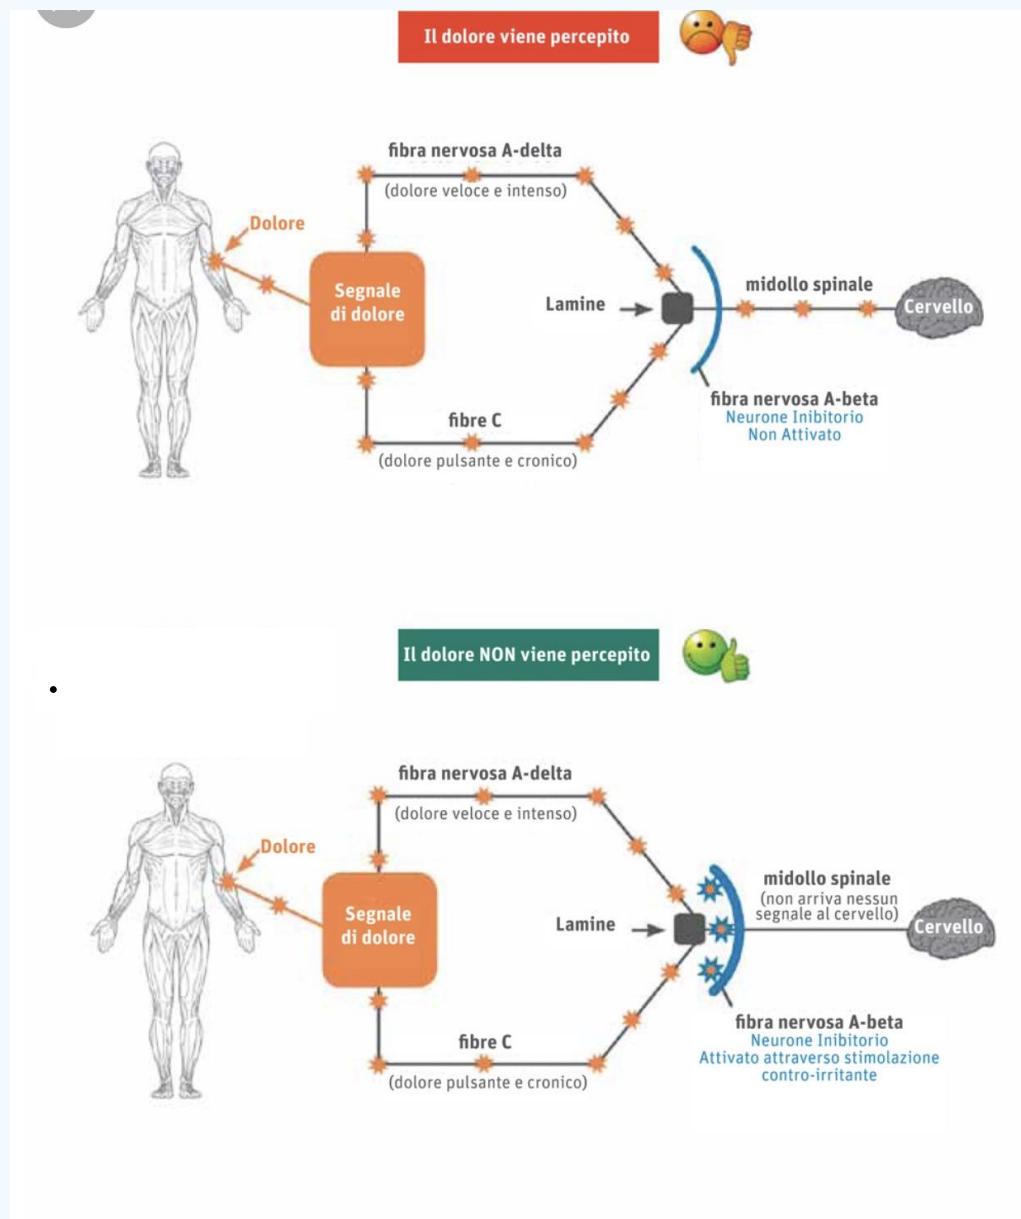 Il dolore viene percepito
fibra nervosa A-delta
(dolore veloce e intenso)
Dolore
Segnale
di dolore
Lamine
midollo spinale
Cervello
fibra nervosa A-beta
Neurone Inibitorio
Non Attivato
fibre C
(dolore pulsante e cronico)
Il dolore NON viene percepito
fibra nervosa A-delta
(dolore veloce e intenso)
Dolore
Segnale
di dolore
Lamine
midollo spinale
(non arriva nessun
segnale al cervello)
Cervello
fibra nervosa A-beta
Neurone Inibitorio
Attivato attraverso stimolazione
contro-irritante
fibre C
(dolore pulsante e cronico)